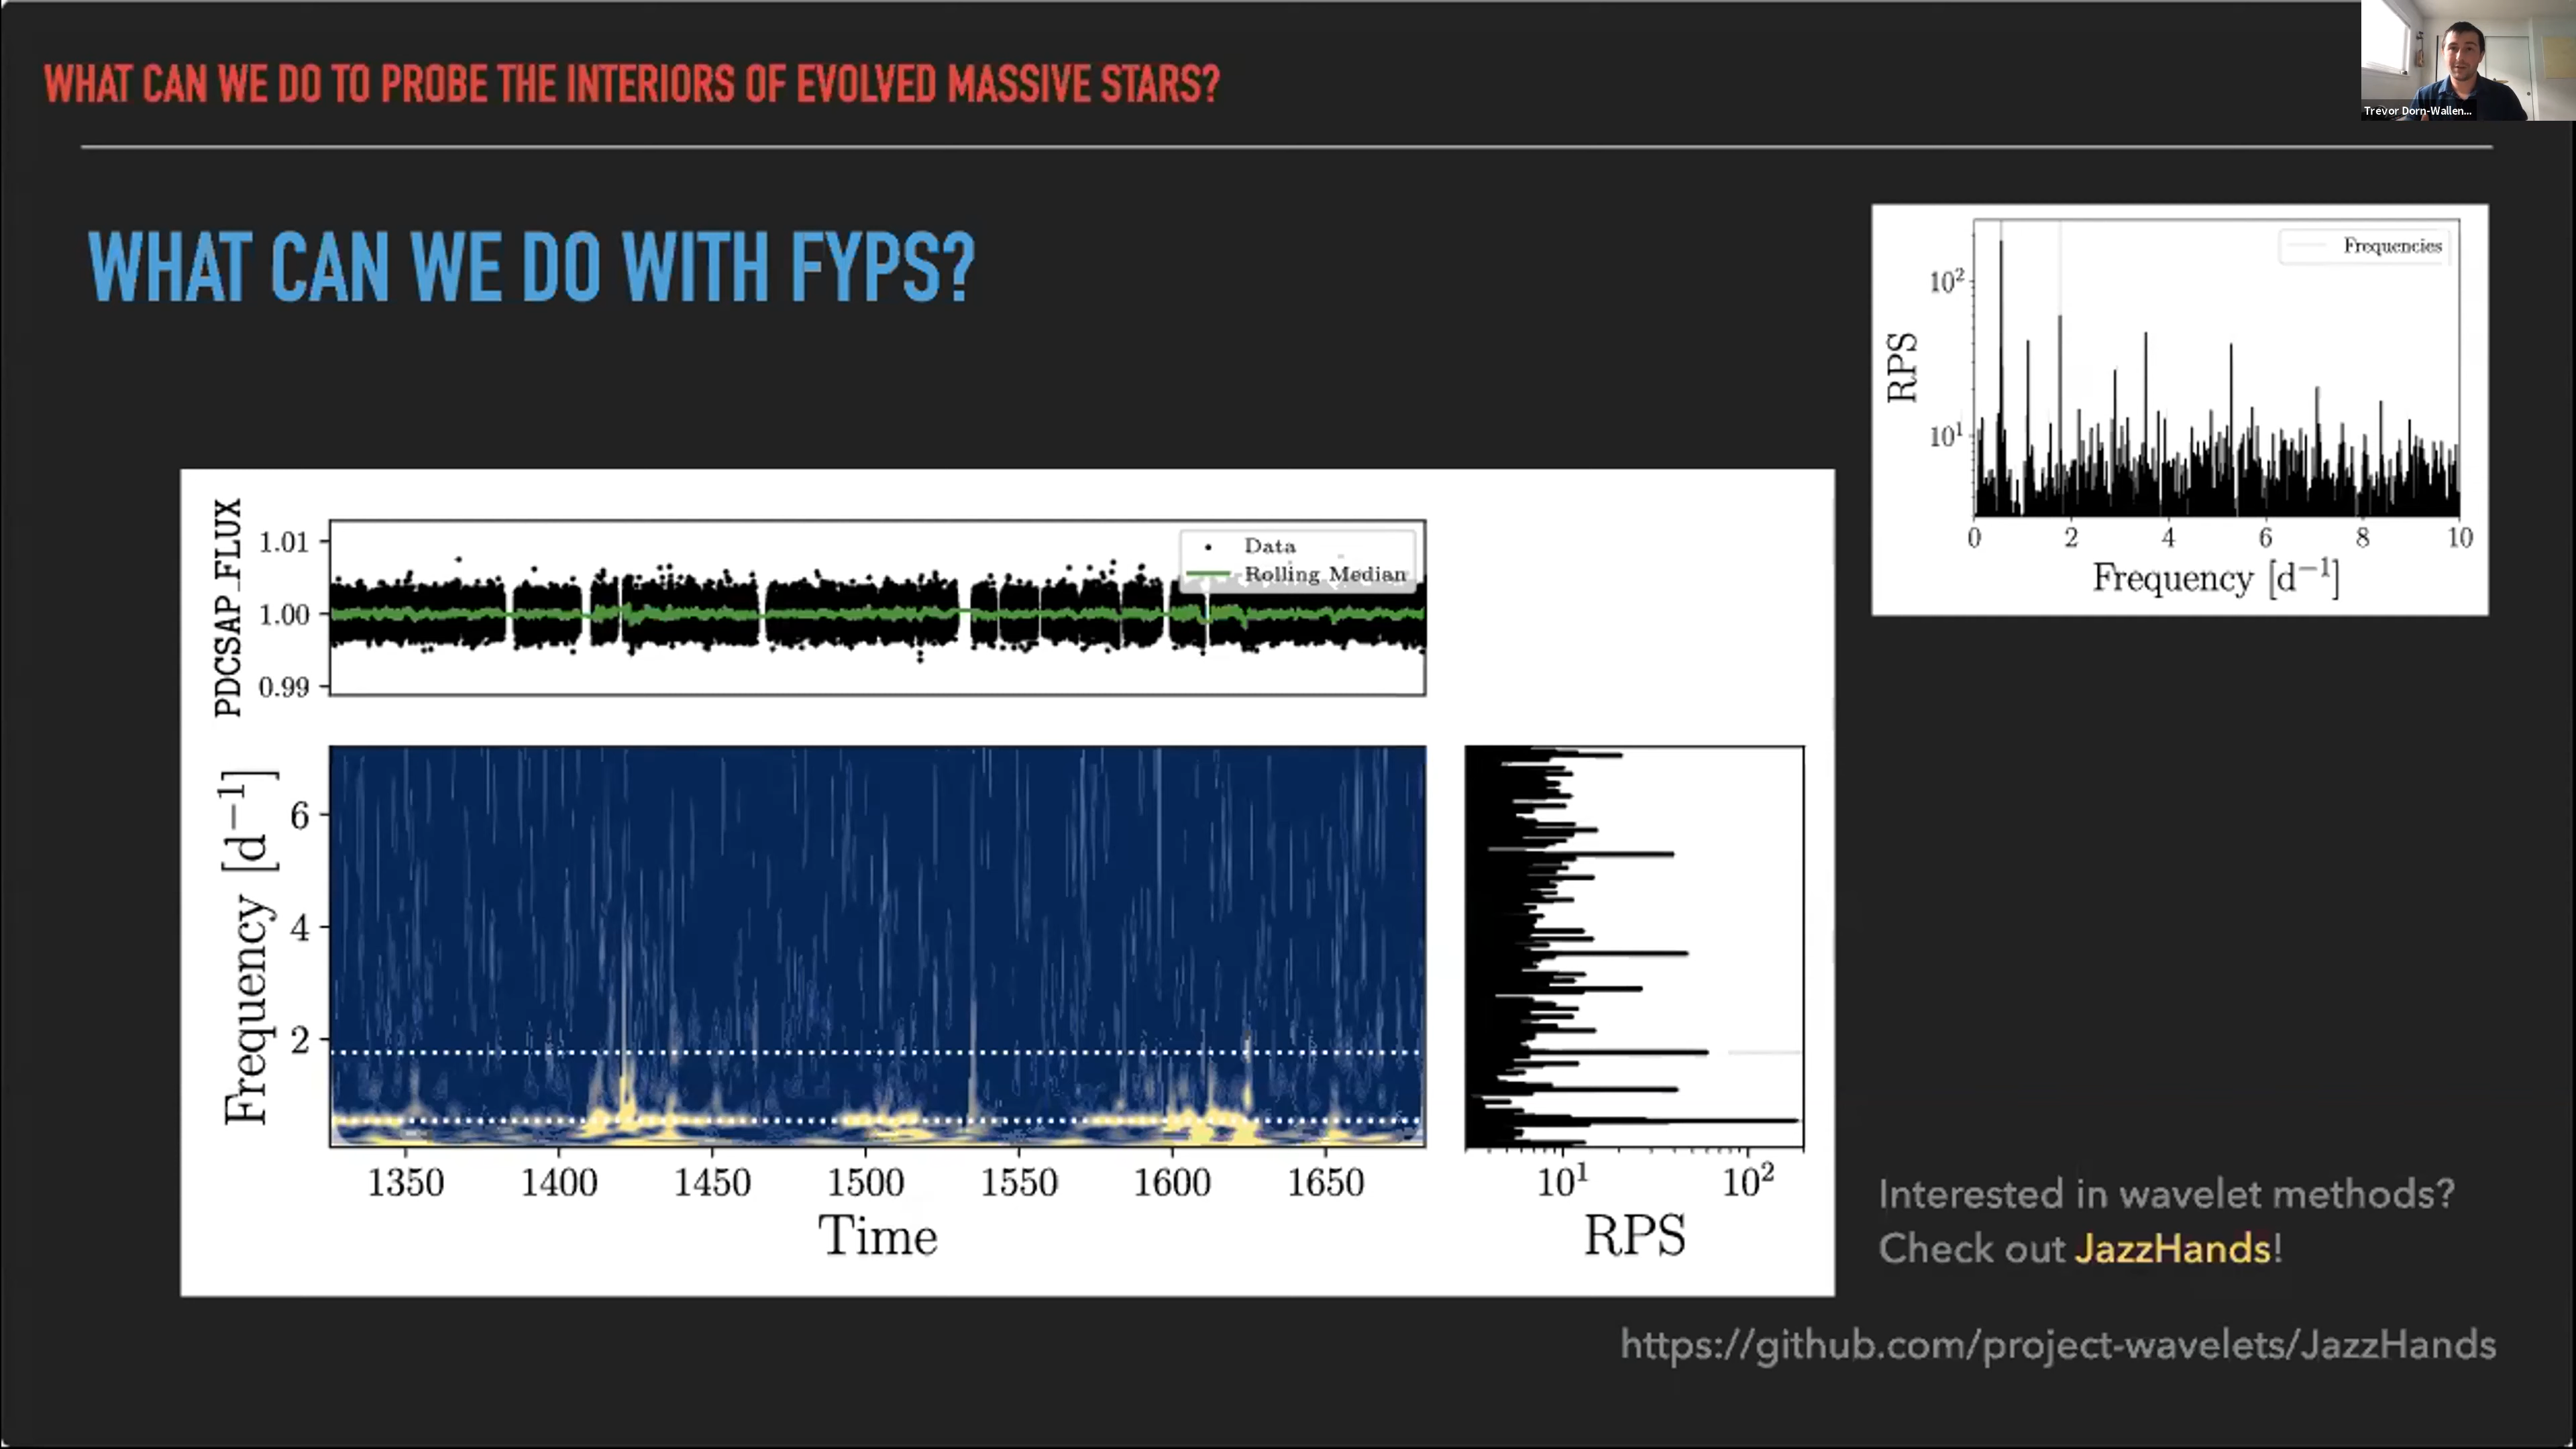 WHAT CAN WE DO TO PROBE THE INTERIORS OF EVOLVED MASSIVE STARS?
Trevor Dorn-Wallen...
WHAT CAN WE DO WITH FYPS?
Frequencies
RPS
10²
10¹
0 2 4 6 8 10
Frequency [d⁻¹]
PDCSAP_FLUX
1.01
1.00
0.99
Data
Rolling Median
Frequency [d⁻¹]
6
4
2
1350 1400 1450 1500 1550 1600 1650
Time
10¹ 10²
RPS
Interested in wavelet methods?
Check out JazzHands!
https://github.com/project-wavelets/JazzHands